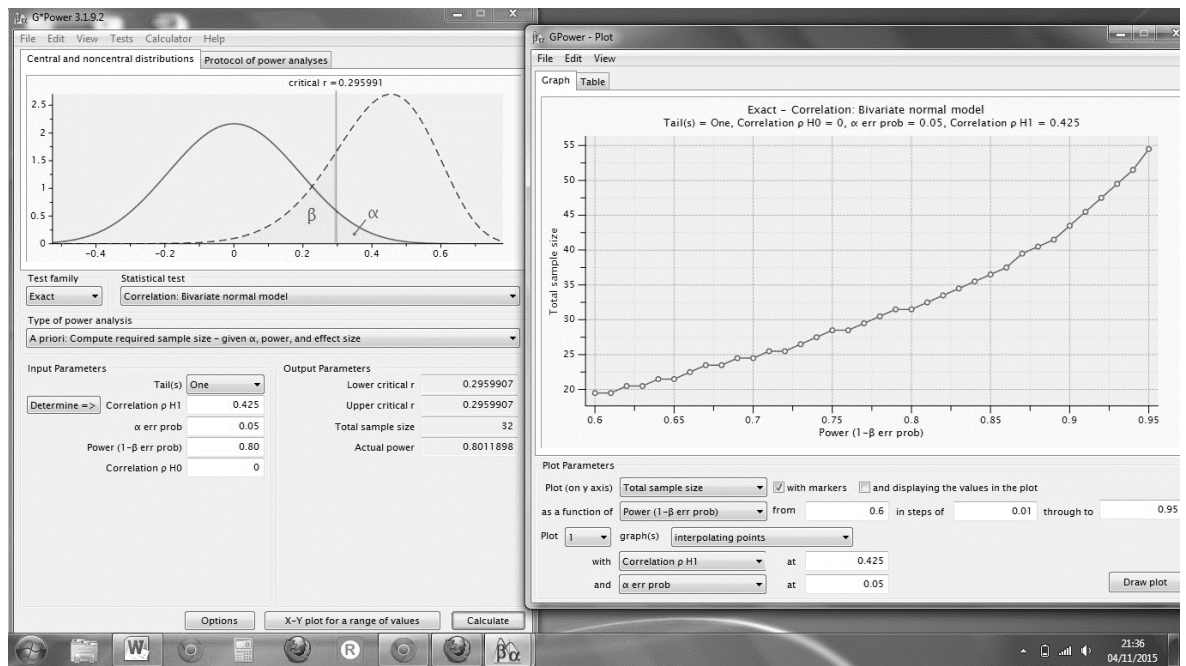 G*Power 3.1.9.2
File Edit View Tests Calculator Help
Central and noncentral distributions Protocol of power analyses
critical r = 0.295991
2.5
2
1.5
1
0.5
0
β
α
-0.4 -0.2 0 0.2 0.4 0.6
Test family Statistical test
Exact Correlation: Bivariate normal model
Type of power analysis
A priori: Compute required sample size – given α, power, and effect size
Input Parameters
Tail(s) One
Determine => Correlation ρ H1 0.425
α err prob 0.05
Power (1-β err prob) 0.80
Correlation ρ H0 0
Output Parameters
Lower critical r 0.2959907
Upper critical r 0.2959907
Total sample size 32
Actual power 0.8011898
Options X-Y plot for a range of values Calculate
GPower - Plot
File Edit View
Graph Table
Exact – Correlation: Bivariate normal model
Tail(s) = One, Correlation ρ H0 = 0, α err prob = 0.05, Correlation ρ H1 = 0.425
Total sample size
55
50
45
40
35
30
25
20
0.6 0.65 0.7 0.75 0.8 0.85 0.9 0.95
Power (1-β err prob)
Plot Parameters
Plot (on y axis) Total sample size with markers and displaying the values in the plot
as a function of Power (1-β err prob) from 0.6 in steps of 0.01 through to 0.95
Plot 1 graph(s) interpolating points
with Correlation ρ H1 at 0.425
and α err prob at 0.05
Draw plot
W R βα
21:36
04/11/2015